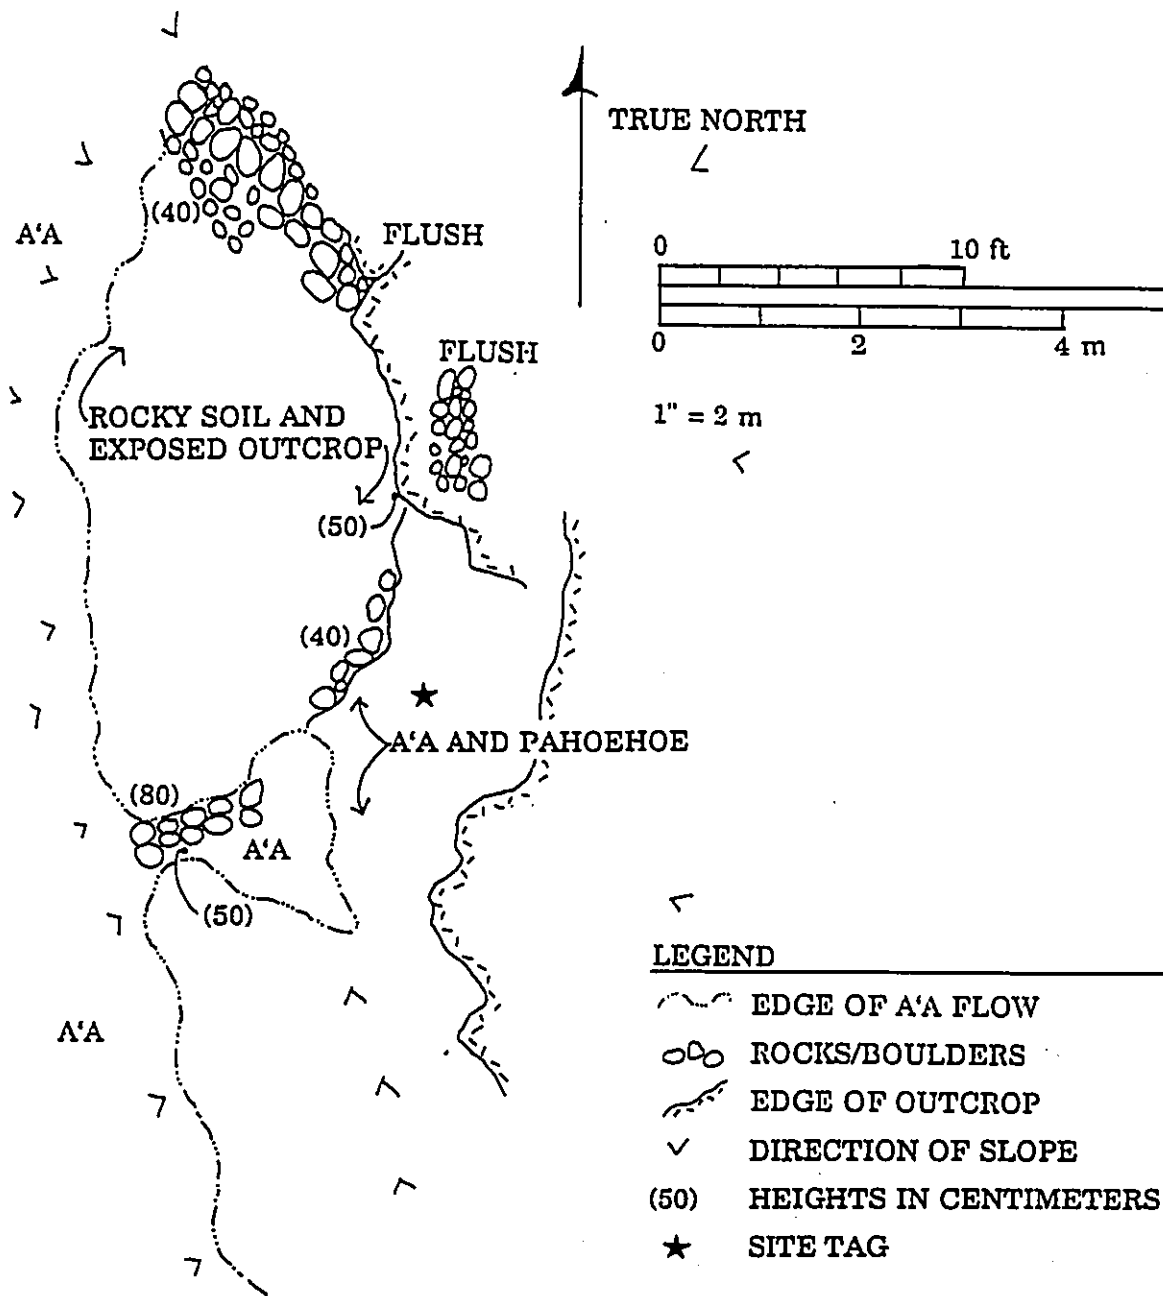 TRUE NORTH
(40)
A'A
FLUSH
0 10 ft
FLUSH
0 2 4 m
ROCKY SOIL AND
EXPOSED OUTCROP
1" = 2 m
(50)
(40)
A'A AND PAHOEHOE
(80)
A'A
(50)
A'A
LEGEND
EDGE OF A'A FLOW
ROCKS/BOULDERS
EDGE OF OUTCROP
DIRECTION OF SLOPE
(50) HEIGHTS IN CENTIMETERS
SITE TAG